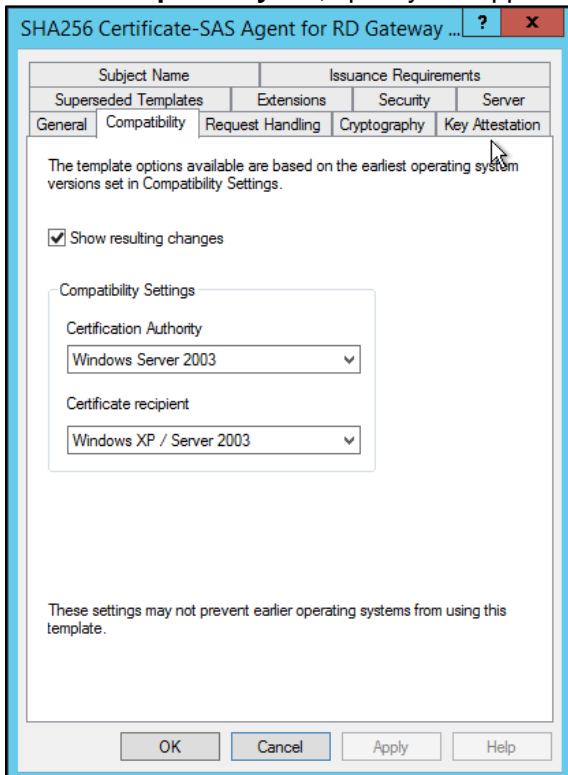 SHA256 Certificate-SAS Agent for RD Gateway ... ? x
Subject Name Issuance Requirements
Superseded Templates Extensions Security Server
General Compatibility Request Handling Cryptography Key Attestation
The template options available are based on the earliest operating system
versions set in Compatibility Settings.
Show resulting changes
Compatibility Settings
Certification Authority
Windows Server 2003
Certificate recipient
Windows XP / Server 2003
These settings may not prevent earlier operating systems from using this
template.
OK Cancel Apply Help